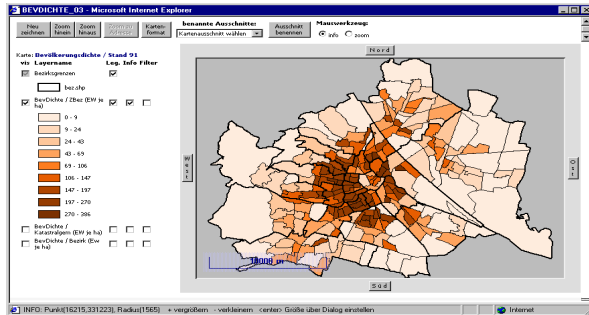 BEVDICHTE_03 - Microsoft Internet Explorer
Neu zeichnen
Zoom hinein
Zoom hinaus
Zoom zu Adresse
Karten-format
benannte Ausschnitte:
Kartenausschnitt wählen
Ausschnitt benennen
Mauswerkzeug:
info zoom
Karte: Bevölkerungsdichte / Stand 91
vis Layername Leg. Info Filter
Bezirksgrenzen
bez.shp
BevDichte / ZBez (EW je ha)
0 - 9
9 - 24
24 - 43
43 - 69
69 - 106
106 - 147
147 - 197
197 - 270
270 - 386
BevDichte / Katastralgem (EW je ha)
BevDichte / Bezirk (Ew je ha)
Nord
West
Ost
Süd
INFO: Punkt(16215,331223), Radius(1565) + vergrößern - verkleinern <enter> Größe über Dialog einstellen
Internet